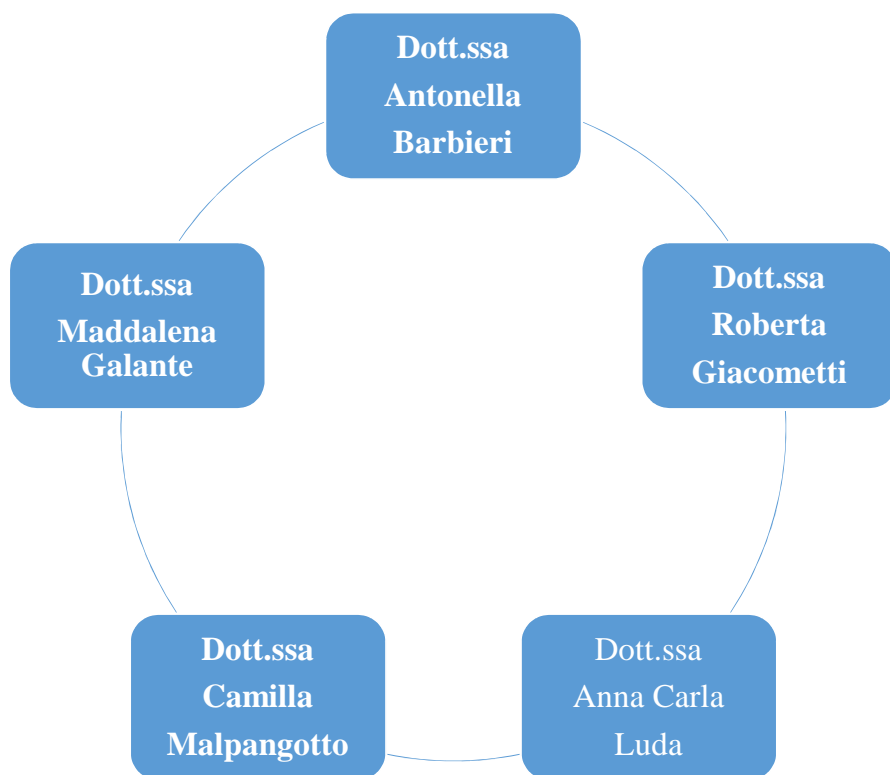 Dott.ssa
Antonella
Barbieri
Dott.ssa
Roberta
Giacometti
Dott.ssa
Anna Carla
Luda
Dott.ssa
Camilla
Malpangotto
Dott.ssa
Maddalena
Galante